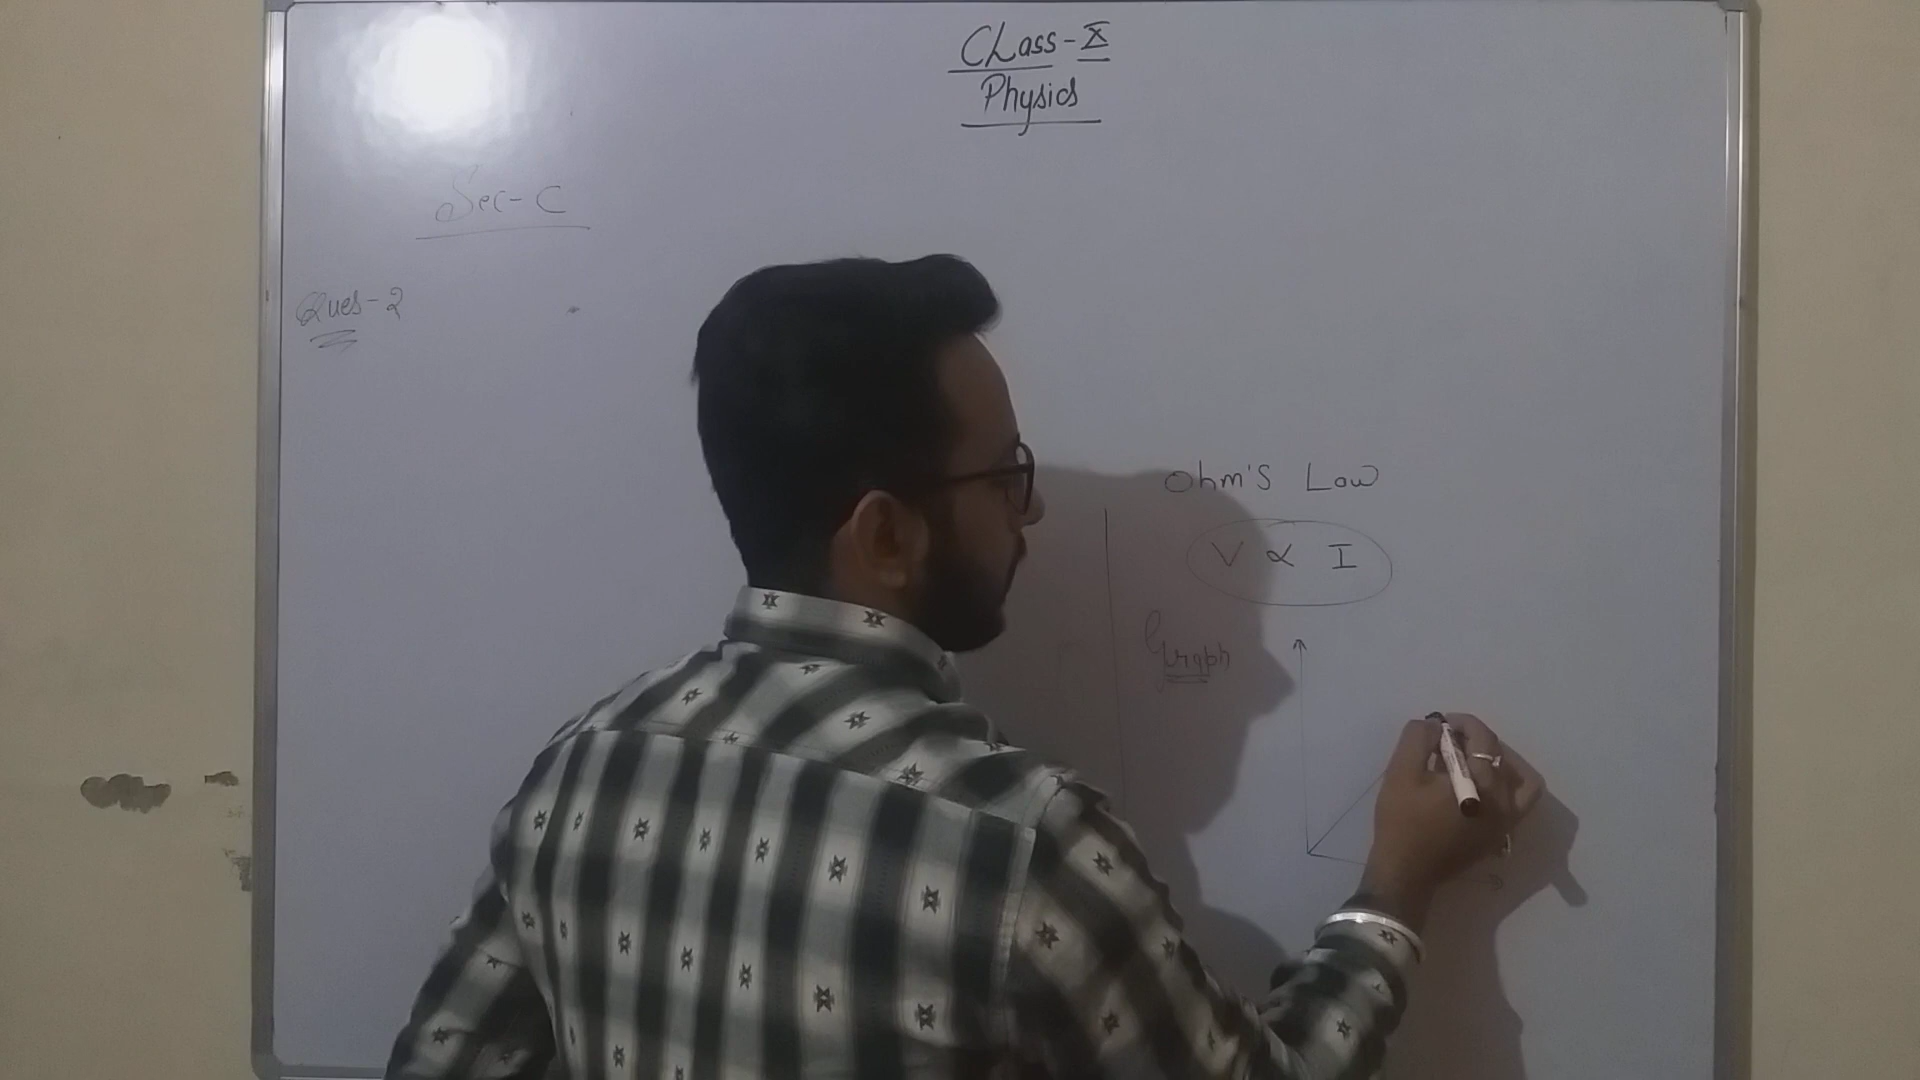 CLass-X
Physics
Sec-C
Ques-2
Ohm's Law
V ∝ I
Graph